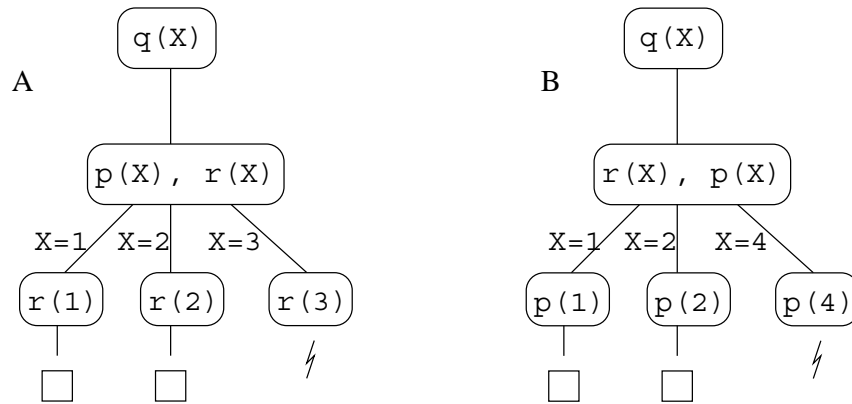 q(X) q(X)
A B
p(X), r(X) r(X), p(X)
X=1 X=2 X=3 X=1 X=2 X=4
r(1) r(2) r(3) p(1) p(2) p(4)